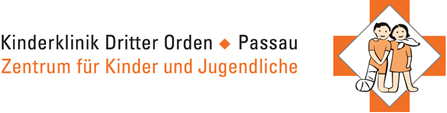 Kinderklinik Dritter Orden ◆ Passau
Zentrum für Kinder und Jugendliche